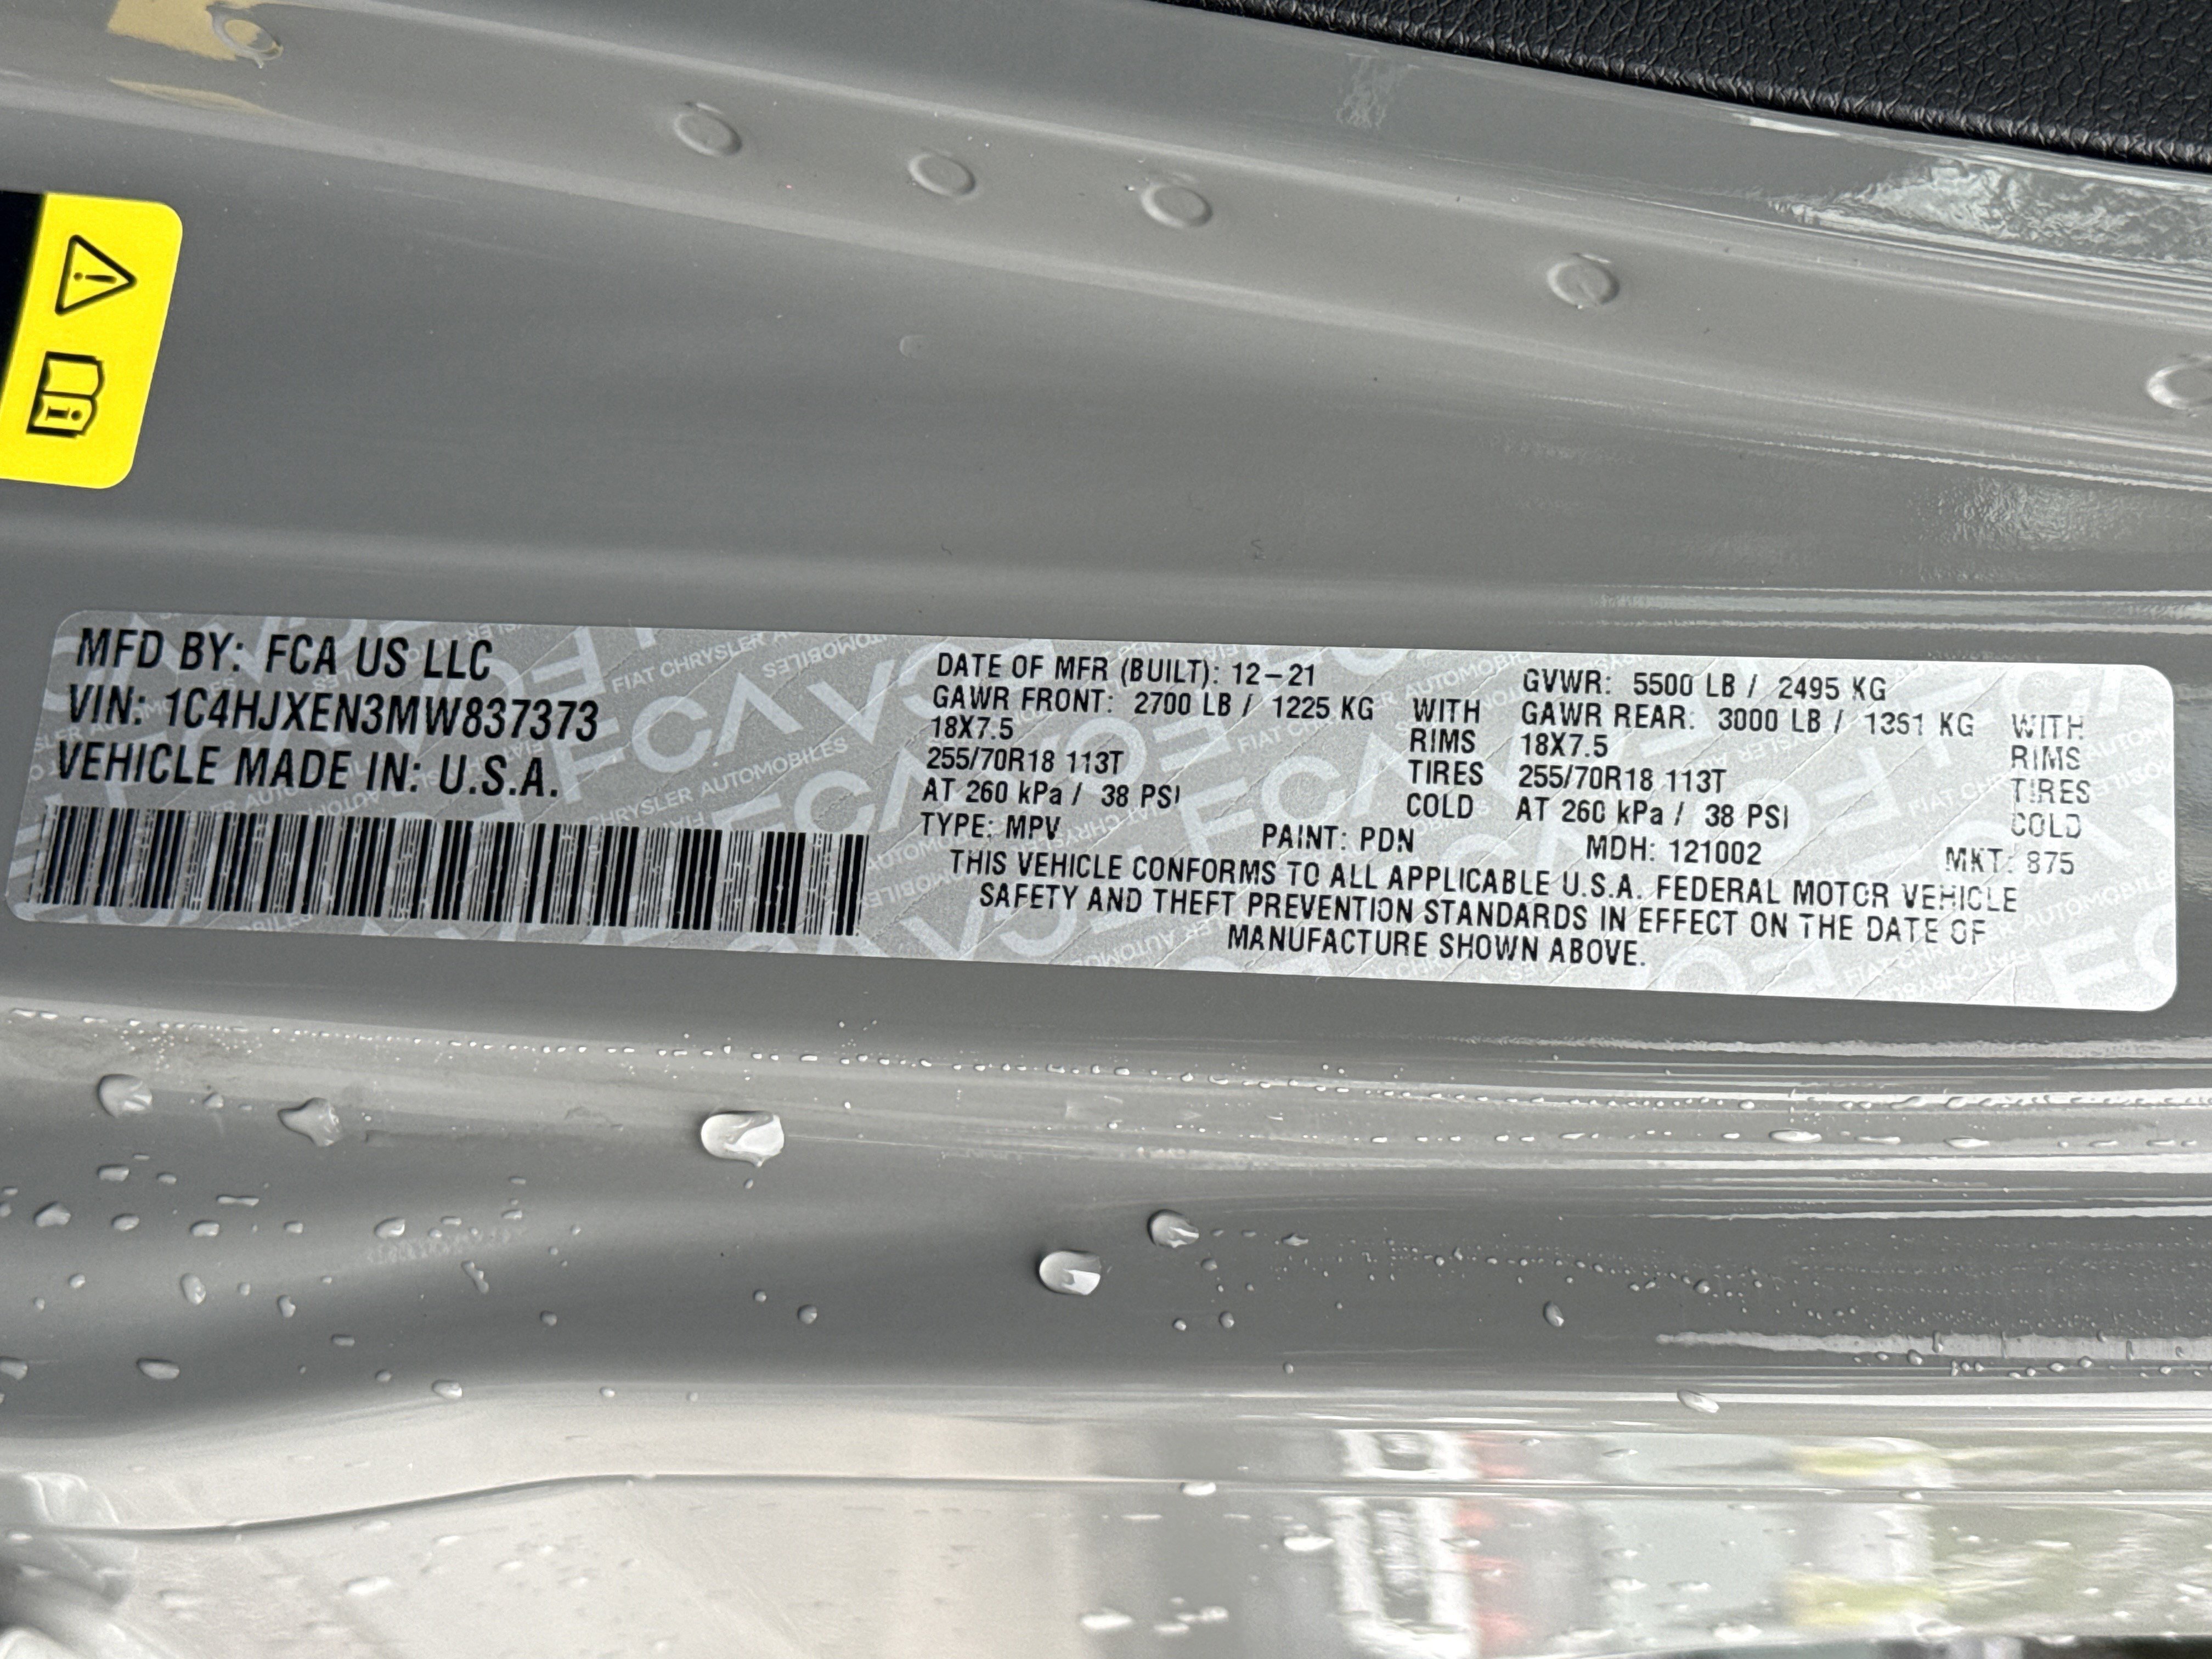 MFD BY: FCA US LLC
VIN: 1C4HJXEN3MW837373
VEHICLE MADE IN: U.S.A.
DATE OF MFR (BUILT): 12-21 GVWR: 5500 LB / 2495 KG
GAWR FRONT: 2700 LB / 1225 KG WITH GAWR REAR: 3000 LB / 1361 KG WITH
18X7.5 RIMS 18X7.5 RIMS
255/70R18 113T TIRES 255/70R18 113T TIRES
AT 260 kPa / 38 PSI COLD AT 260 kPa / 38 PSI COLD
TYPE: MPV PAINT: PDN MDH: 121002 MKT: 875
THIS VEHICLE CONFORMS TO ALL APPLICABLE U.S.A. FEDERAL MOTOR VEHICLE
SAFETY AND THEFT PREVENTION STANDARDS IN EFFECT ON THE DATE OF
MANUFACTURE SHOWN ABOVE.